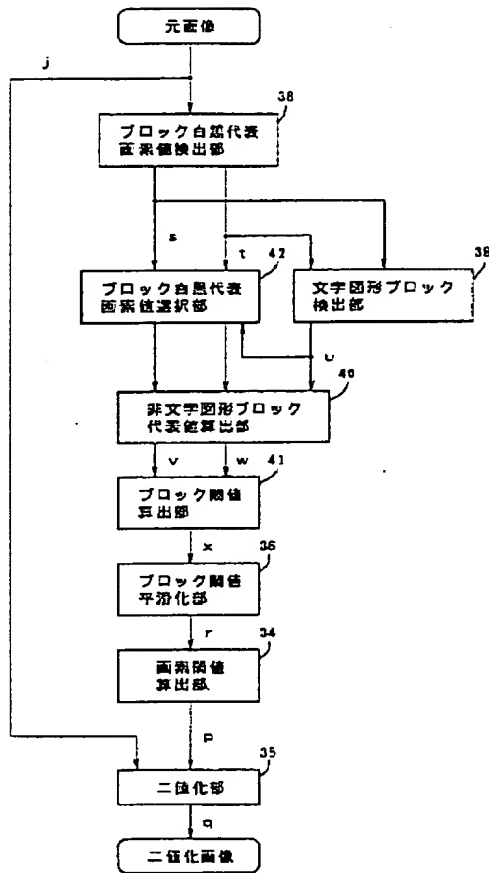 元画像
j
38
ブロック白黒代表
画素値検出部
s
t
42
39
ブロック白黒代表
画素値選択部
文字図形ブロック
検出部
u
40
非文字図形ブロック
代表値算出部
v
w
41
ブロック閾値
算出部
x
36
ブロック閾値
平滑化部
r
34
画素閾値
算出部
p
35
二値化部
q
二値化画像